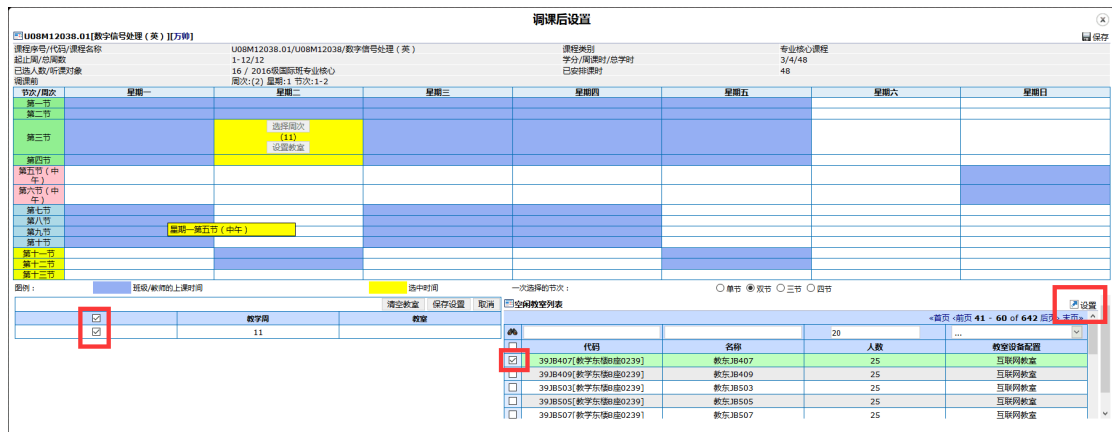 调课后设置
U08M12038.01[数字信号处理（英）][万帅]
保存
课程序号/代码/课程名称 U08M12038.01/U08M12038/数字信号处理（英） 课程类别 专业核心课程
起止周/总周数 1-12/12 学分/周课时/总学时 3/4/48
已选人数/听课对象 16 / 2016级国际班专业核心 已安排课时 48
调课前 周次:(2) 星期:1 节次:1-2
节次/周次 星期一 星期二 星期三 星期四 星期五 星期六 星期日
第一节
第二节
选择周次
第三节 (11)
设置教室
第四节
第五节（中午）
第六节（中午）
第七节
第八节
第九节 星期一第五节（中午）
第十节
第十一节
第十二节
第十三节
图例： 班级/教师的上课时间 选中时间 一次选择的节次： 单节 双节 三节 四节
清空教室 保存设置 取消 空闲教室列表 设置
«首页 ‹前页 41 - 60 of 642 后页› 末页»
教学周 教室
11
20 ...
代码 名称 人数 教室设备配置
39JB407[教学东楼B座0239] 教东JB407 25 互联网教室
39JB409[教学东楼B座0239] 教东JB409 25 互联网教室
39JB503[教学东楼B座0239] 教东JB503 25 互联网教室
39JB505[教学东楼B座0239] 教东JB505 25 互联网教室
39JB507[教学东楼B座0239] 教东JB507 25 互联网教室